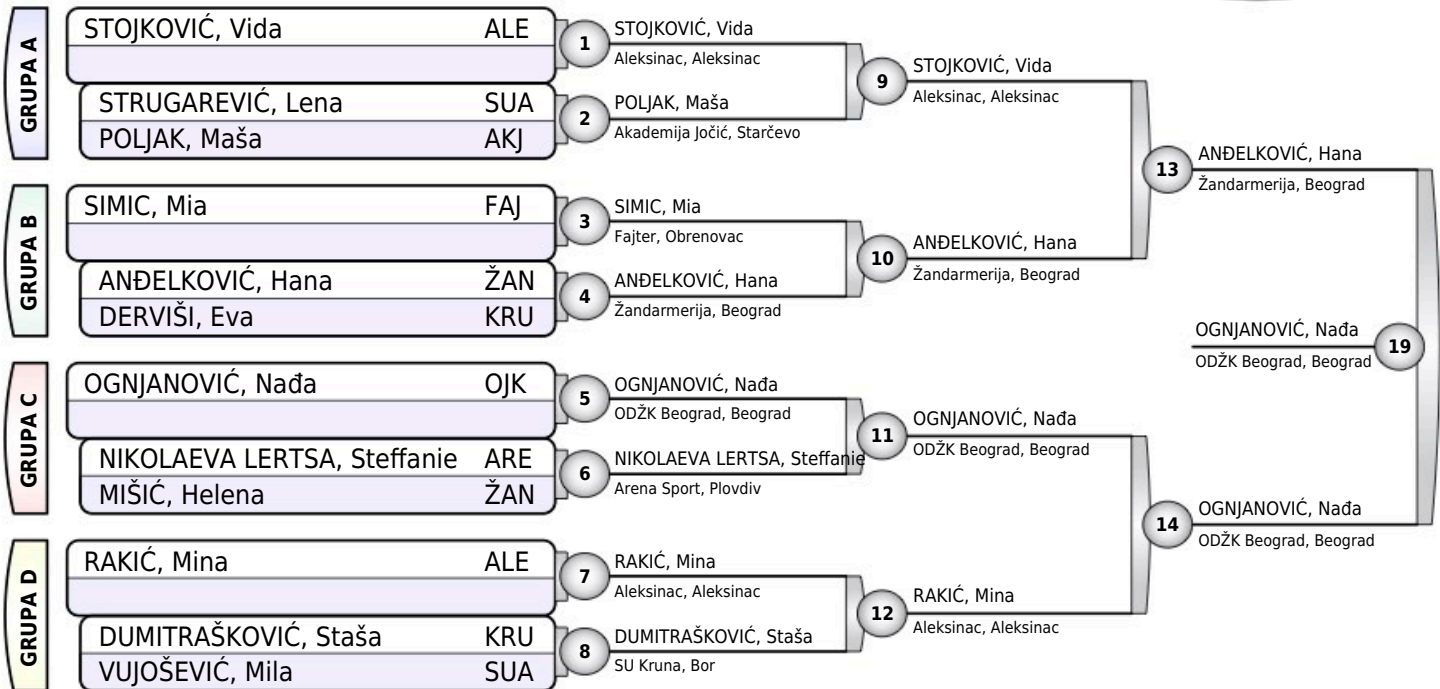 GRUPA A
STOJKOVIĆ, Vida ALE
STRUGAREVIĆ, Lena SUA
POLJAK, Maša AKJ
1
STOJKOVIĆ, Vida
Aleksinac, Aleksinac
2
POLJAK, Maša
Akademija Jočić, Starčevo
9
STOJKOVIĆ, Vida
Aleksinac, Aleksinac
GRUPA B
SIMIC, Mia FAJ
ANĐELKOVIĆ, Hana ŽAN
DERVIŠI, Eva KRU
3
SIMIC, Mia
Fajter, Obrenovac
4
ANĐELKOVIĆ, Hana
Žandarmerija, Beograd
10
ANĐELKOVIĆ, Hana
Žandarmerija, Beograd
13
ANĐELKOVIĆ, Hana
Žandarmerija, Beograd
GRUPA C
OGNJANOVIĆ, Nađa OJK
NIKOLAEVA LERTSA, Steffanie ARE
MIŠIĆ, Helena ŽAN
5
OGNJANOVIĆ, Nađa
ODŽK Beograd, Beograd
6
NIKOLAEVA LERTSA, Steffanie
Arena Sport, Plovdiv
11
OGNJANOVIĆ, Nađa
ODŽK Beograd, Beograd
GRUPA D
RAKIĆ, Mina ALE
DUMITRAŠKOVIĆ, Staša KRU
VUJOŠEVIĆ, Mila SUA
7
RAKIĆ, Mina
Aleksinac, Aleksinac
8
DUMITRAŠKOVIĆ, Staša
SU Kruna, Bor
12
RAKIĆ, Mina
Aleksinac, Aleksinac
14
OGNJANOVIĆ, Nađa
ODŽK Beograd, Beograd
OGNJANOVIĆ, Nađa
ODŽK Beograd, Beograd
19